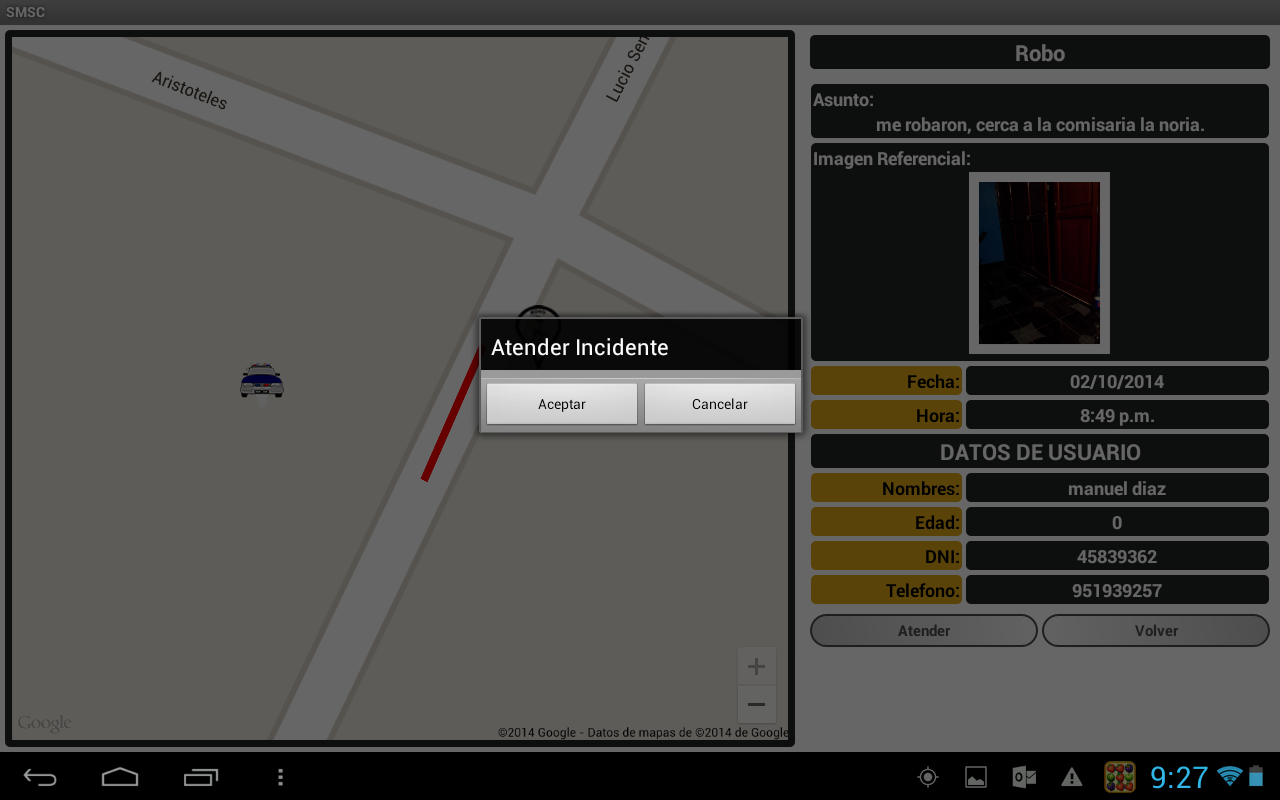 SMSC
Aristoteles
Robo
Asunto:
me robaron, cerca a la comisaria la noria.
Imagen Referencial:
Atender Incidente
Aceptar
Cancelar
Fecha:
02/10/2014
Hora:
8:49 p.m.
DATOS DE USUARIO
Nombres:
manuel diaz
Edad:
0
DNI:
45839362
Telefono:
951939257
Atender
Volver
Google
©2014 Google - Datos de mapas de ©2014 de Google
9:27